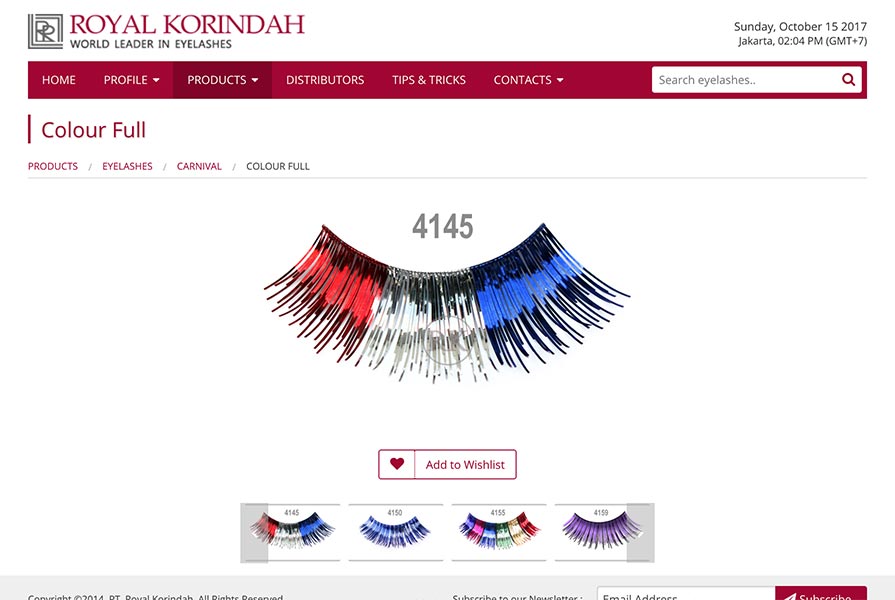 ROYAL KORINDAH
WORLD LEADER IN EYELASHES
Sunday, October 15 2017
Jakarta, 02:04 PM (GMT+7)
HOME PROFILE PRODUCTS DISTRIBUTORS TIPS & TRICKS CONTACTS Search eyelashes..
Colour Full
PRODUCTS / EYELASHES / CARNIVAL / COLOUR FULL
4145
Add to Wishlist
4145 4150 4155 4159
Copyright ©2014, PT. Royal Korindah, All Rights Reserved Subscribe to our Newsletter : Email Address Subscribe